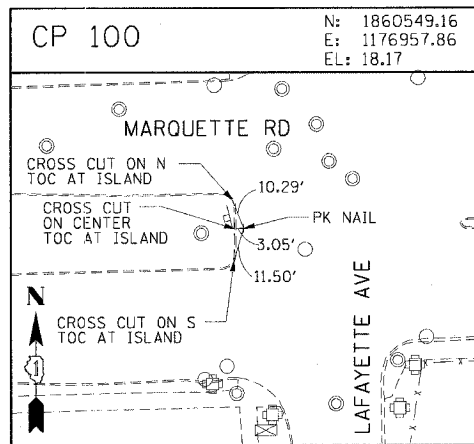 CP 100
N: 1860549.16
E: 1176957.86
EL: 18.17
MARQUETTE RD
CROSS CUT ON N
TOC AT ISLAND
10.29'
CROSS CUT
ON CENTER
TOC AT ISLAND
PK NAIL
3.05'
11.50'
N
CROSS CUT ON S
TOC AT ISLAND
LAFAYETTE AVE